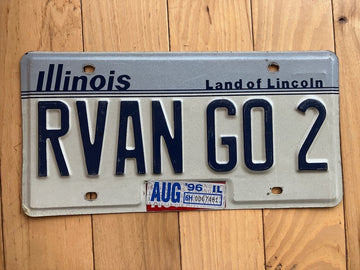 Illinois Land of Lincoln
RVAN GO 2
AUG '96 IL